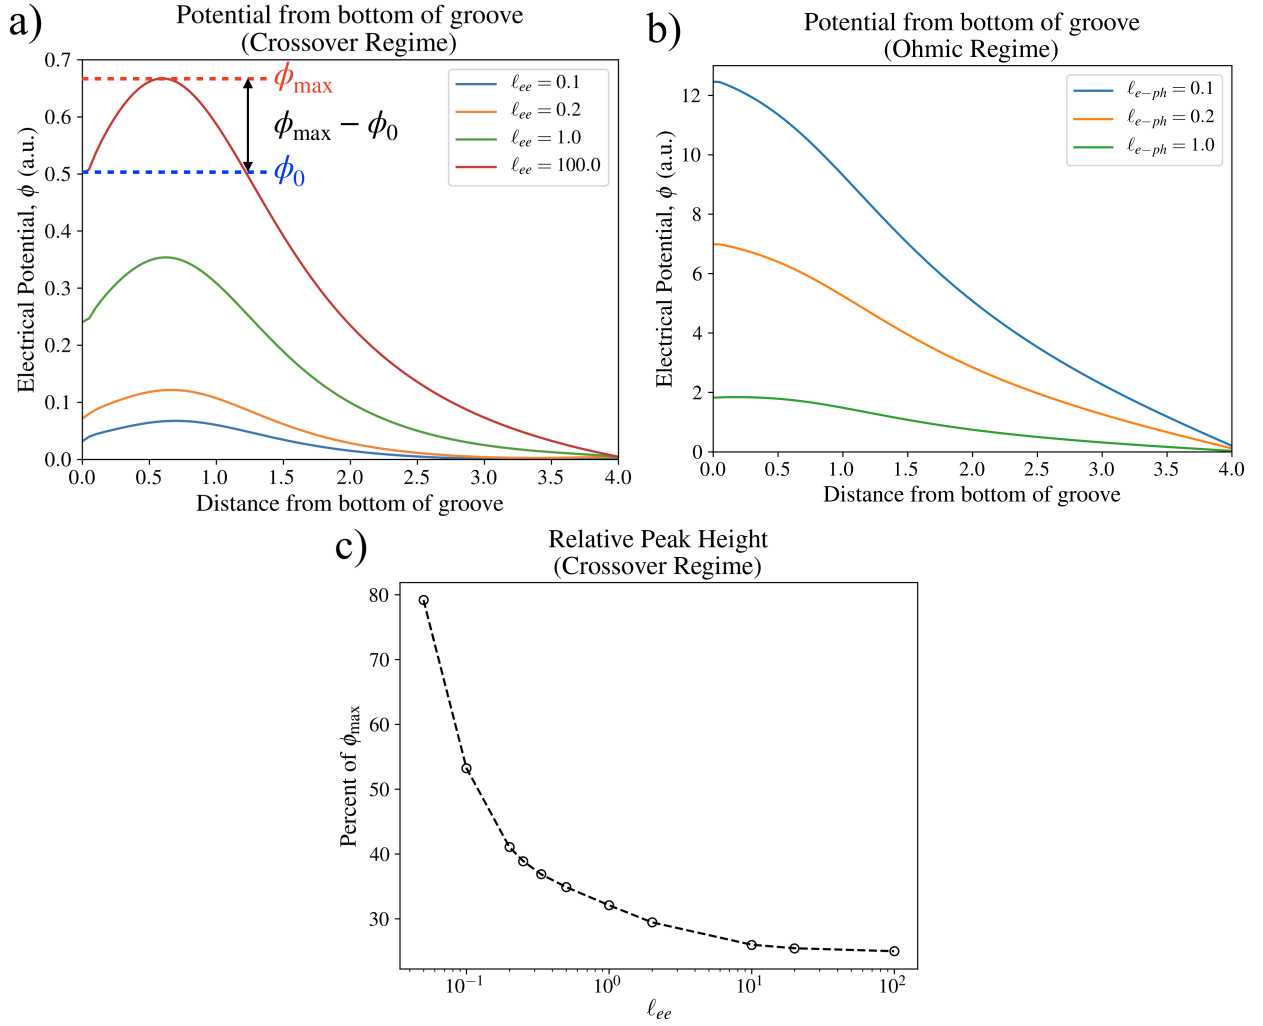 a)
Potential from bottom of groove
(Crossover Regime)
0.7
0.6
0.5
0.4
0.3
0.2
0.1
0.0
Electrical Potential, ϕ (a.u.)
ϕmax
ϕmax − ϕ0
ϕ0
ℓee = 0.1
ℓee = 0.2
ℓee = 1.0
ℓee = 100.0
0.0 0.5 1.0 1.5 2.0 2.5 3.0 3.5 4.0
Distance from bottom of groove
b)
Potential from bottom of groove
(Ohmic Regime)
12
10
8
6
4
2
0
Electrical Potential, ϕ (a.u.)
ℓe−ph = 0.1
ℓe−ph = 0.2
ℓe−ph = 1.0
0.0 0.5 1.0 1.5 2.0 2.5 3.0 3.5 4.0
Distance from bottom of groove
c)
Relative Peak Height
(Crossover Regime)
80
70
60
50
40
30
Percent of ϕmax
10⁻¹ 10⁰ 10¹ 10²
ℓee